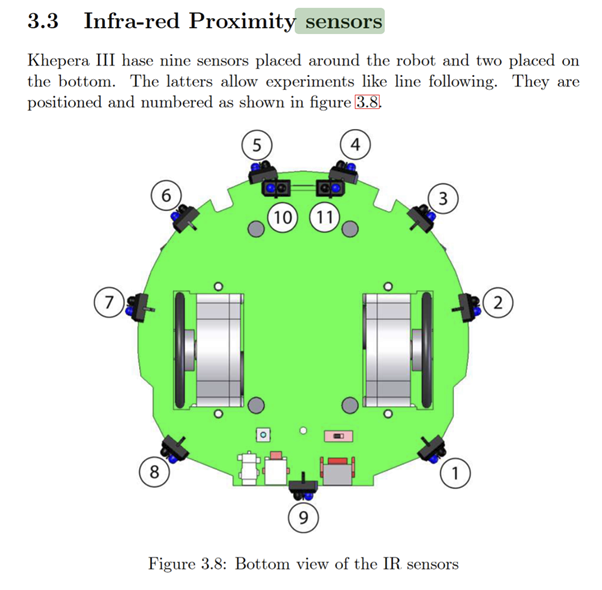 3.3 Infra-red Proximity sensors
Khepera III hase nine sensors placed around the robot and two placed on
the bottom. The latters allow experiments like line following. They are
positioned and numbered as shown in figure 3.8.
5
4
6
10
11
3
7
2
8
1
9
Figure 3.8: Bottom view of the IR sensors